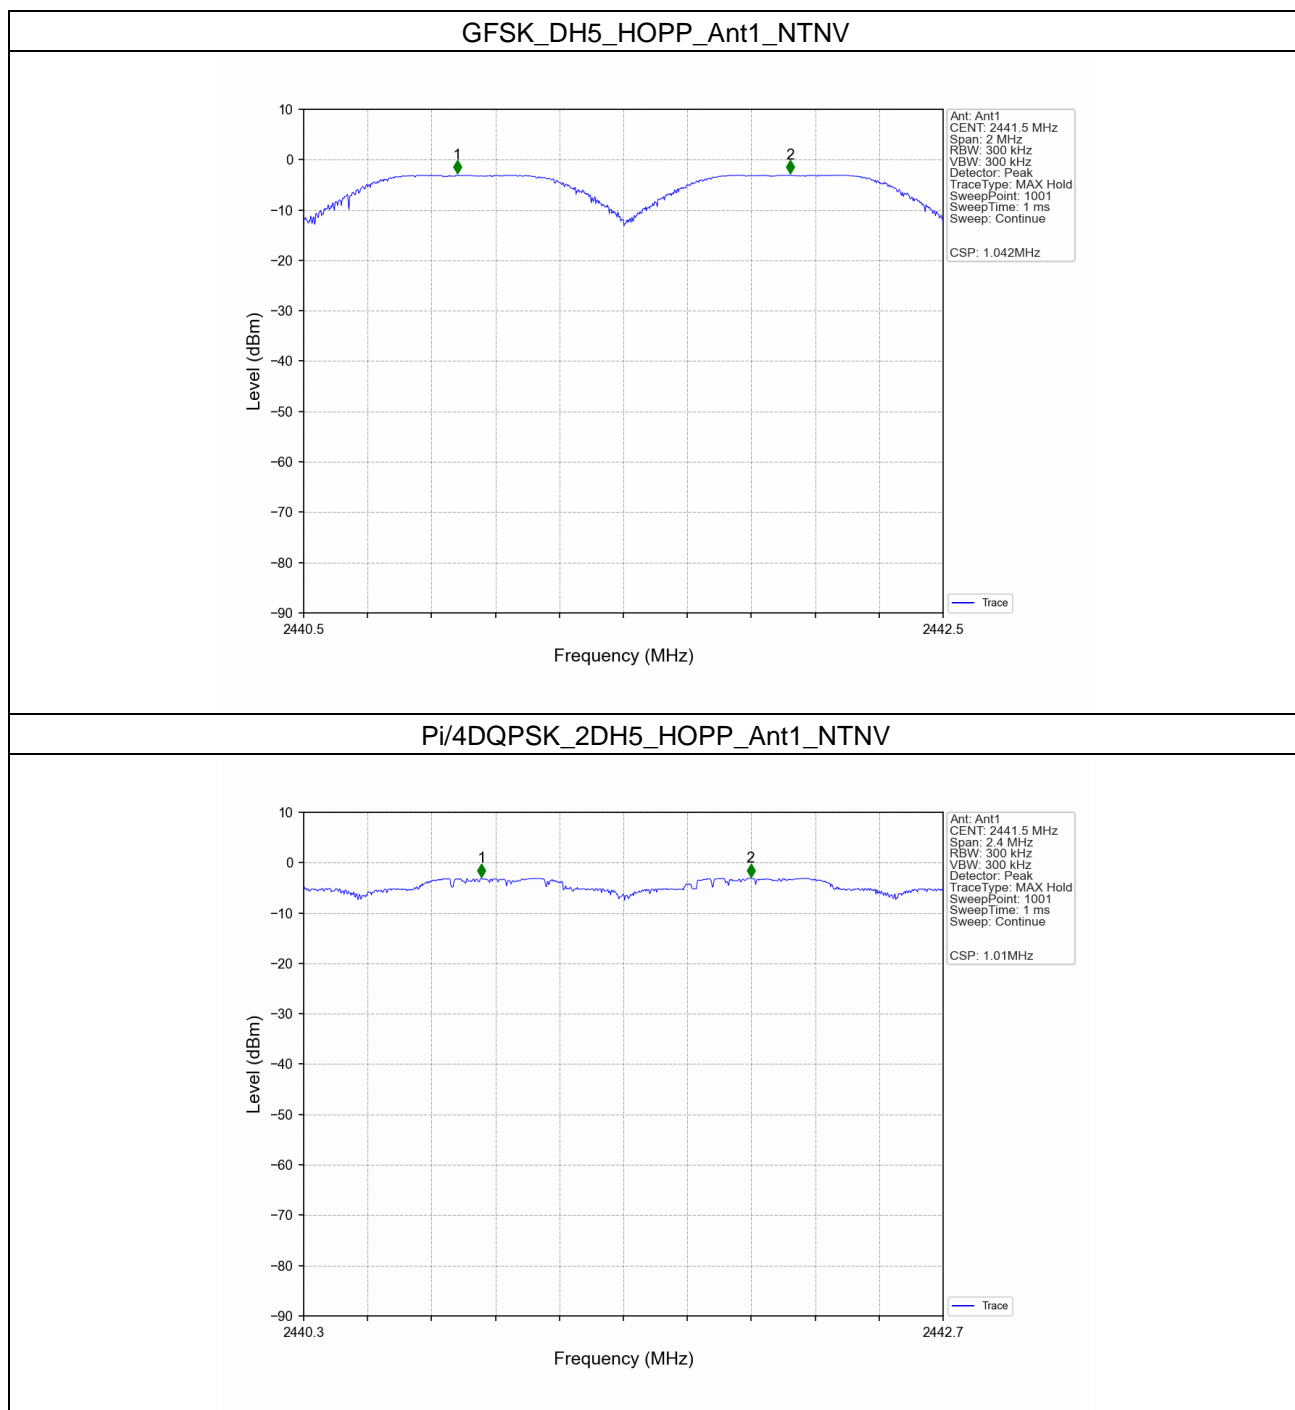 GFSK_DH5_HOPP_Ant1_NTNV
10
0
−10
−20
−30
−40
−50
−60
−70
−80
−90
Level (dBm)
1
2
2440.5
2442.5
Frequency (MHz)
Ant: Ant1
CENT: 2441.5 MHz
Span: 2 MHz
RBW: 300 kHz
VBW: 300 kHz
Detector: Peak
TraceType: MAX Hold
SweepPoint: 1001
SweepTime: 1 ms
Sweep: Continue
CSP: 1.042MHz
Trace
Pi/4DQPSK_2DH5_HOPP_Ant1_NTNV
10
0
−10
−20
−30
−40
−50
−60
−70
−80
−90
Level (dBm)
1
2
2440.3
2442.7
Frequency (MHz)
Ant: Ant1
CENT: 2441.5 MHz
Span: 2.4 MHz
RBW: 300 kHz
VBW: 300 kHz
Detector: Peak
TraceType: MAX Hold
SweepPoint: 1001
SweepTime: 1 ms
Sweep: Continue
CSP: 1.01MHz
Trace